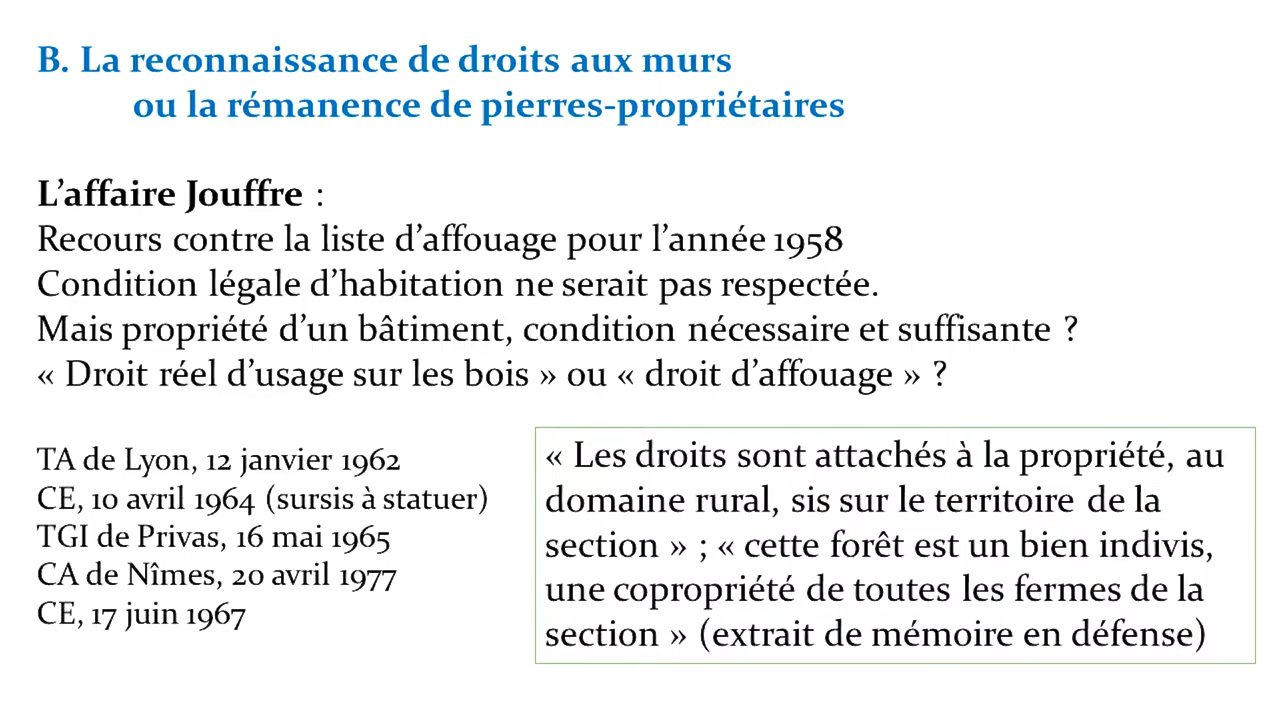 B. La reconnaissance de droits aux murs
ou la rémanence de pierres-propriétaires
L’affaire Jouffre :
Recours contre la liste d’affouage pour l’année 1958
Condition légale d’habitation ne serait pas respectée.
Mais propriété d’un bâtiment, condition nécessaire et suffisante ?
« Droit réel d’usage sur les bois » ou « droit d’affouage » ?
TA de Lyon, 12 janvier 1962
CE, 10 avril 1964 (sursis à statuer)
TGI de Privas, 16 mai 1965
CA de Nîmes, 20 avril 1977
CE, 17 juin 1967
« Les droits sont attachés à la propriété, au
domaine rural, sis sur le territoire de la
section » ; « cette forêt est un bien indivis,
une copropriété de toutes les fermes de la
section » (extrait de mémoire en défense)